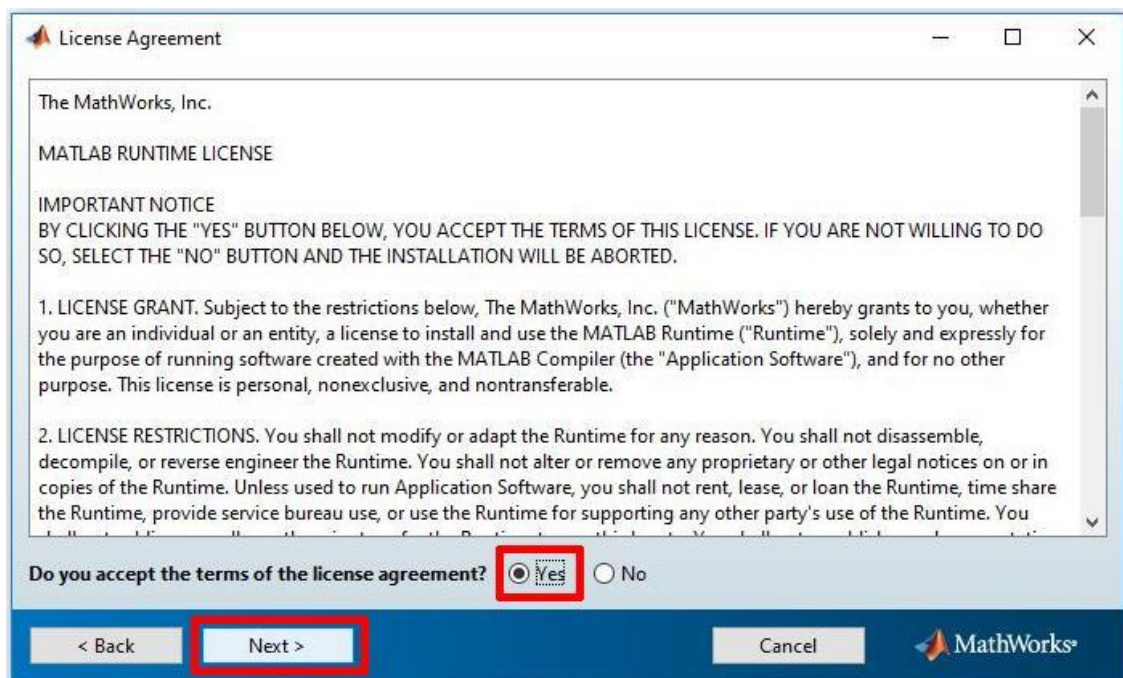 License Agreement
The MathWorks, Inc.
MATLAB RUNTIME LICENSE
IMPORTANT NOTICE
BY CLICKING THE "YES" BUTTON BELOW, YOU ACCEPT THE TERMS OF THIS LICENSE. IF YOU ARE NOT WILLING TO DO
SO, SELECT THE "NO" BUTTON AND THE INSTALLATION WILL BE ABORTED.
1. LICENSE GRANT. Subject to the restrictions below, The MathWorks, Inc. ("MathWorks") hereby grants to you, whether
you are an individual or an entity, a license to install and use the MATLAB Runtime ("Runtime"), solely and expressly for
the purpose of running software created with the MATLAB Compiler (the "Application Software"), and for no other
purpose. This license is personal, nonexclusive, and nontransferable.
2. LICENSE RESTRICTIONS. You shall not modify or adapt the Runtime for any reason. You shall not disassemble,
decompile, or reverse engineer the Runtime. You shall not alter or remove any proprietary or other legal notices on or in
copies of the Runtime. Unless used to run Application Software, you shall not rent, lease, or loan the Runtime, time share
the Runtime, provide service bureau use, or use the Runtime for supporting any other party's use of the Runtime. You
Do you accept the terms of the license agreement? Yes No
< Back Next > Cancel MathWorks®